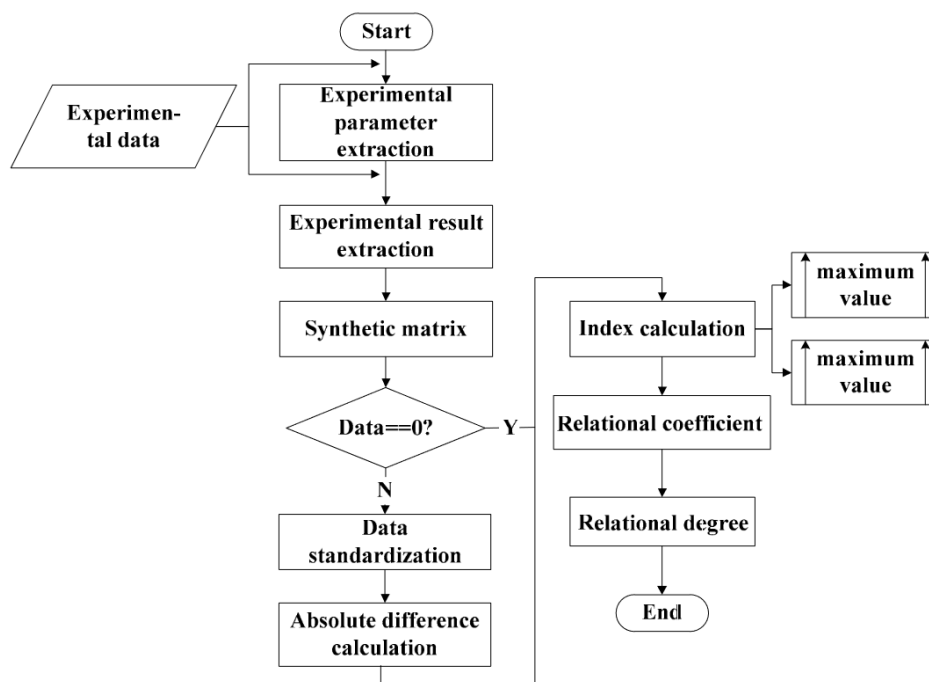 Start
Experimen-
tal data
Experimental
parameter
extraction
Experimental result
extraction
Synthetic matrix
Data==0?
Y
N
Data
standardization
Absolute difference
calculation
Index calculation
maximum
value
maximum
value
Relational coefficient
Relational degree
End